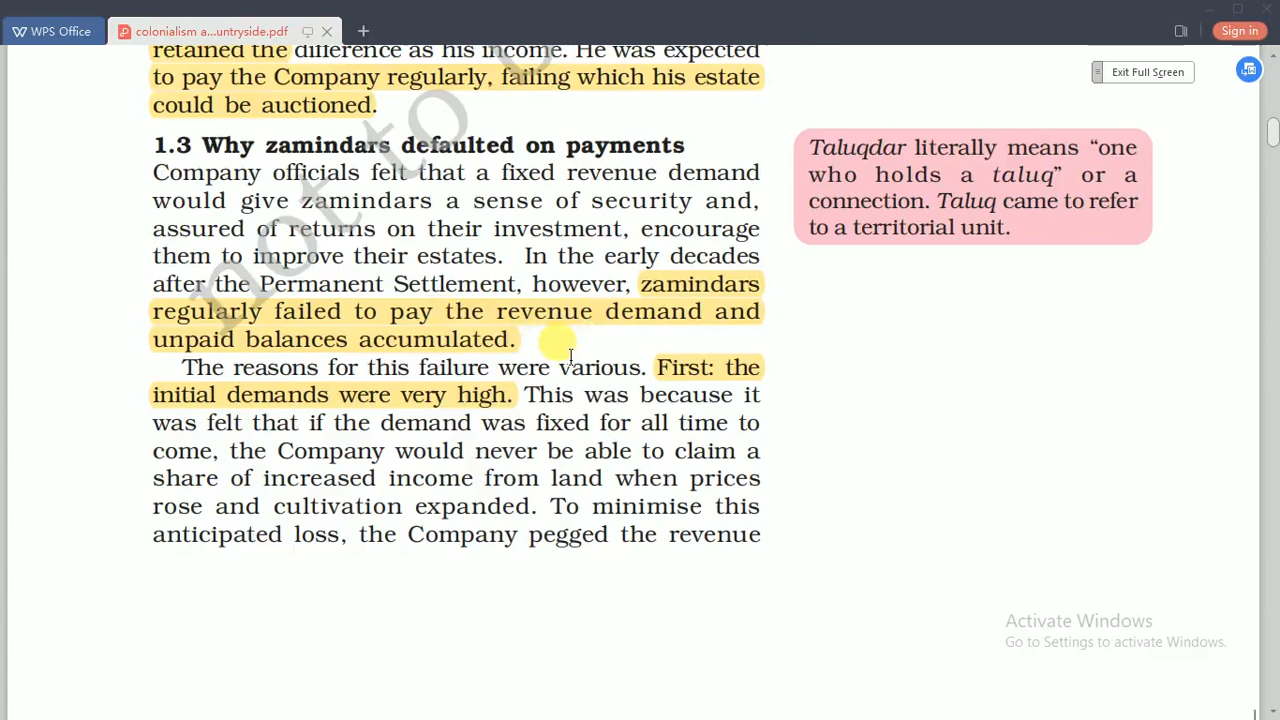 WPS Office
colonialism a...untryside.pdf
Sign in
Exit Full Screen
retained the difference as his income. He was expected
to pay the Company regularly, failing which his estate
could be auctioned.
1.3 Why zamindars defaulted on payments
Company officials felt that a fixed revenue demand
would give zamindars a sense of security and,
assured of returns on their investment, encourage
them to improve their estates. In the early decades
after the Permanent Settlement, however, zamindars
regularly failed to pay the revenue demand and
unpaid balances accumulated.
The reasons for this failure were various. First: the
initial demands were very high. This was because it
was felt that if the demand was fixed for all time to
come, the Company would never be able to claim a
share of increased income from land when prices
rose and cultivation expanded. To minimise this
anticipated loss, the Company pegged the revenue
Taluqdar literally means “one
who holds a taluq” or a
connection. Taluq came to refer
to a territorial unit.
not to
Activate Windows
Go to Settings to activate Windows.